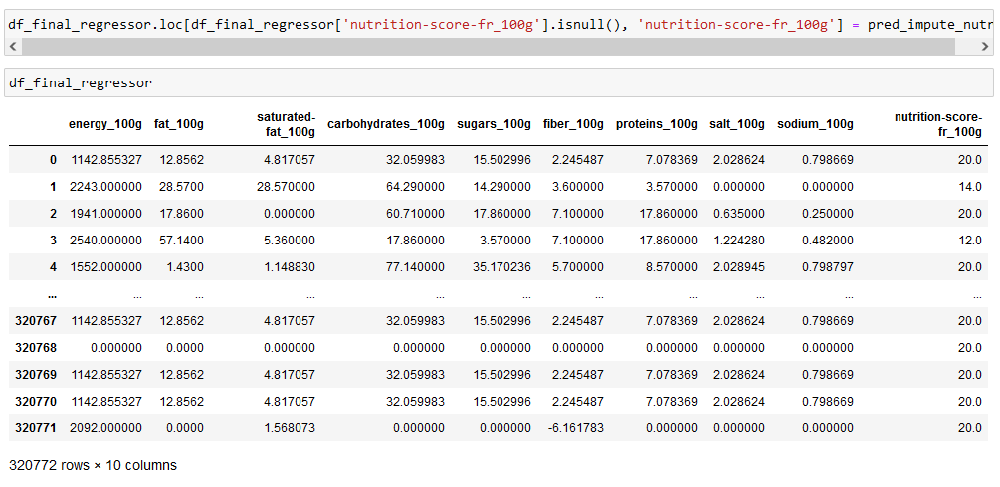 df_final_regressor.loc[df_final_regressor['nutrition-score-fr_100g'].isnull(), 'nutrition-score-fr_100g'] = pred_impute_nutr
df_final_regressor
energy_100g fat_100g saturated-fat_100g carbohydrates_100g sugars_100g fiber_100g proteins_100g salt_100g sodium_100g nutrition-score-fr_100g
0 1142.855327 12.8562 4.817057 32.059983 15.502996 2.245487 7.078369 2.028624 0.798669 20.0
1 2243.000000 28.5700 28.570000 64.290000 14.290000 3.600000 3.570000 0.000000 0.000000 14.0
2 1941.000000 17.8600 0.000000 60.710000 17.860000 7.100000 17.860000 0.635000 0.250000 20.0
3 2540.000000 57.1400 5.360000 17.860000 3.570000 7.100000 17.860000 1.224280 0.482000 12.0
4 1552.000000 1.4300 1.148830 77.140000 35.170236 5.700000 8.570000 2.028945 0.798797 20.0
... ... ... ... ... ... ... ... ... ... ...
320767 1142.855327 12.8562 4.817057 32.059983 15.502996 2.245487 7.078369 2.028624 0.798669 20.0
320768 0.000000 0.0000 0.000000 0.000000 0.000000 0.000000 0.000000 0.000000 0.000000 20.0
320769 1142.855327 12.8562 4.817057 32.059983 15.502996 2.245487 7.078369 2.028624 0.798669 20.0
320770 1142.855327 12.8562 4.817057 32.059983 15.502996 2.245487 7.078369 2.028624 0.798669 20.0
320771 2092.000000 0.0000 1.568073 0.000000 0.000000 -6.161783 0.000000 0.000000 0.000000 20.0
320772 rows × 10 columns